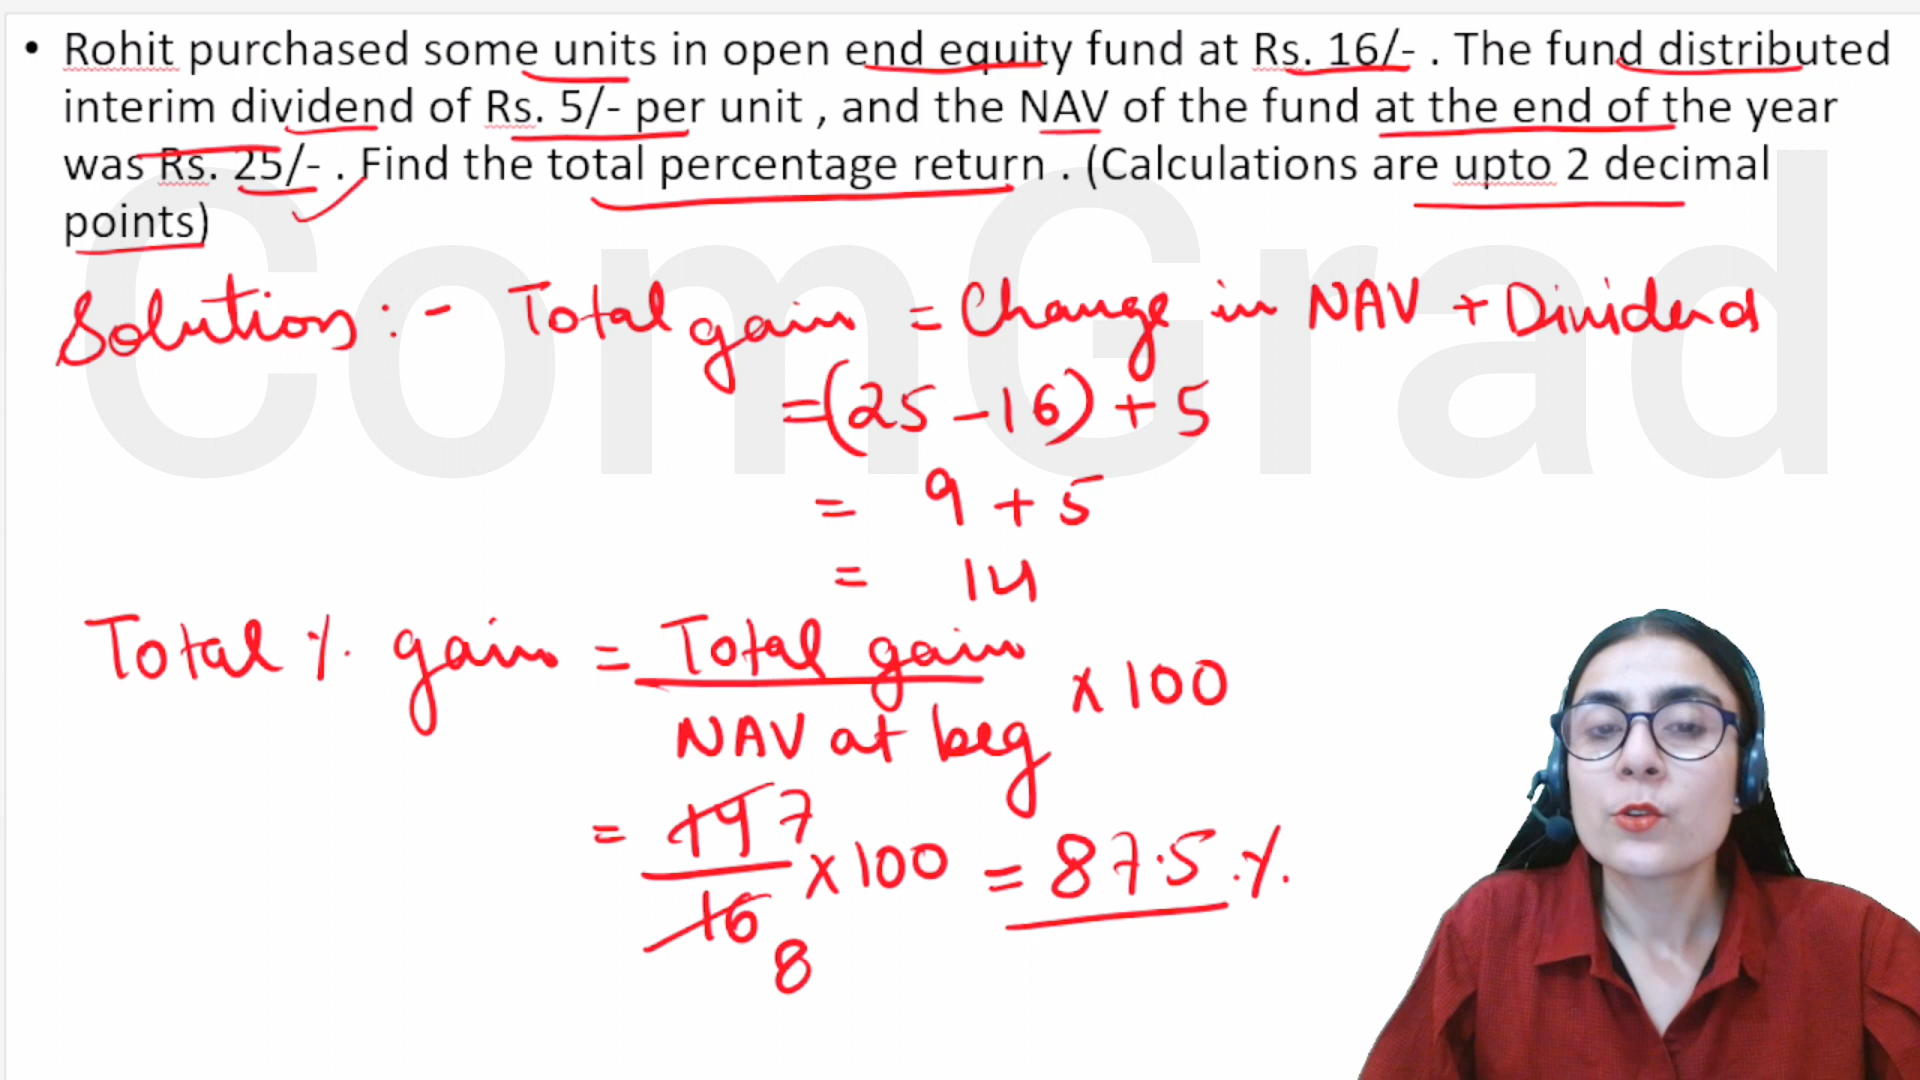 • Rohit purchased some units in open end equity fund at Rs. 16/- . The fund distributed
interim dividend of Rs. 5/- per unit , and the NAV of the fund at the end of the year
was Rs. 25/- . Find the total percentage return . (Calculations are upto 2 decimal
points)
ComGrad
Solution :- Total gain = Change in NAV + Dividend
= (25 - 16) + 5
= 9 + 5
= 14
Total % gain = Total gain
x 100
NAV at beg
= 14 7
x 100 = 87.5 %
16
8